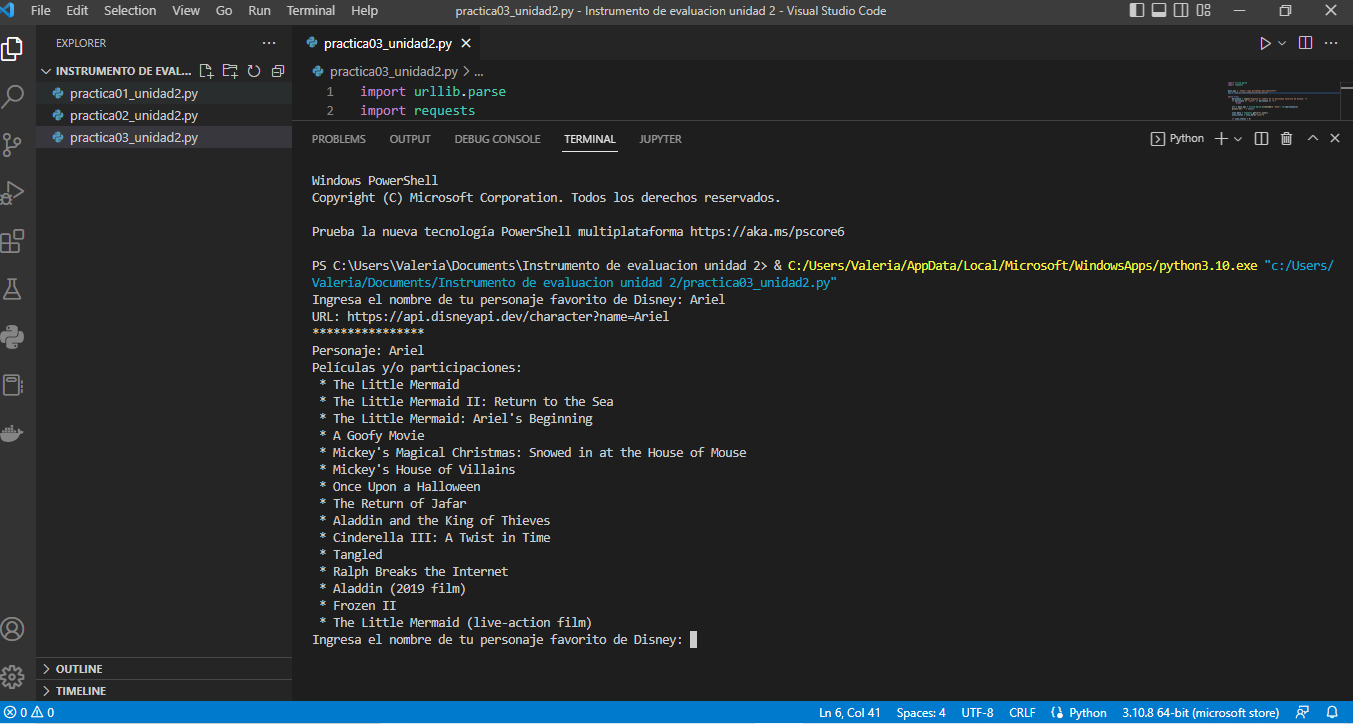 File Edit Selection View Go Run Terminal Help
practica03_unidad2.py - Instrumento de evaluacion unidad 2 - Visual Studio Code
EXPLORER
INSTRUMENTO DE EVAL...
practica01_unidad2.py
practica02_unidad2.py
practica03_unidad2.py
OUTLINE
TIMELINE
practica03_unidad2.py
practica03_unidad2.py > ...
1 import urllib.parse
2 import requests
PROBLEMS OUTPUT DEBUG CONSOLE TERMINAL JUPYTER
Python
Windows PowerShell
Copyright (C) Microsoft Corporation. Todos los derechos reservados.
Prueba la nueva tecnología PowerShell multiplataforma https://aka.ms/pscore6
PS C:\Users\Valeria\Documents\Instrumento de evaluacion unidad 2> & C:/Users/Valeria/AppData/Local/Microsoft/WindowsApps/python3.10.exe "c:/Users/
Valeria/Documents/Instrumento de evaluacion unidad 2/practica03_unidad2.py"
Ingresa el nombre de tu personaje favorito de Disney: Ariel
URL: https://api.disneyapi.dev/character?name=Ariel
****************
Personaje: Ariel
Películas y/o participaciones:
* The Little Mermaid
* The Little Mermaid II: Return to the Sea
* The Little Mermaid: Ariel's Beginning
* A Goofy Movie
* Mickey's Magical Christmas: Snowed in at the House of Mouse
* Mickey's House of Villains
* Once Upon a Halloween
* The Return of Jafar
* Aladdin and the King of Thieves
* Cinderella III: A Twist in Time
* Tangled
* Ralph Breaks the Internet
* Aladdin (2019 film)
* Frozen II
* The Little Mermaid (live-action film)
Ingresa el nombre de tu personaje favorito de Disney:
0 0 Ln 6, Col 41 Spaces: 4 UTF-8 CRLF Python 3.10.8 64-bit (microsoft store)